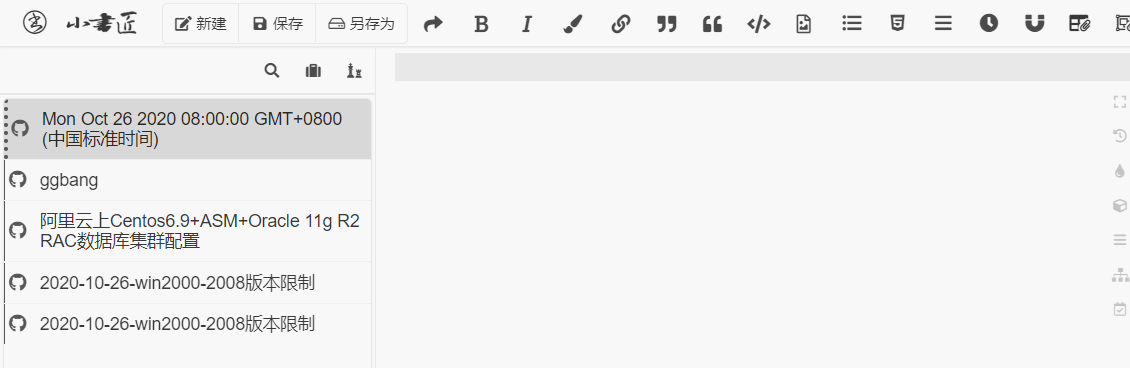 小书匠 新建 保存 另存为 B I </>
Mon Oct 26 2020 08:00:00 GMT+0800
(中国标准时间)
ggbang
阿里云上Centos6.9+ASM+Oracle 11g R2
RAC数据库集群配置
2020-10-26-win2000-2008版本限制
2020-10-26-win2000-2008版本限制